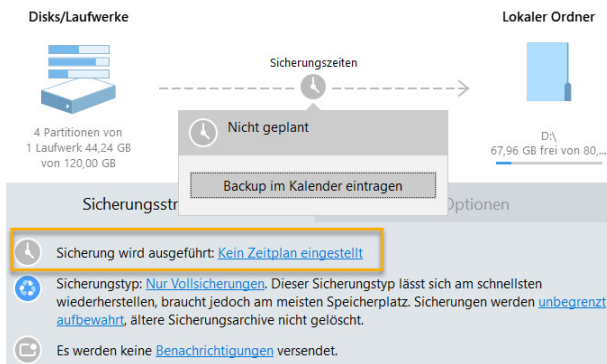 Disks/Laufwerke
Lokaler Ordner
Sicherungszeiten
4 Partitionen von
1 Laufwerk 44,24 GB
von 120,00 GB
Nicht geplant
D:\
67,96 GB frei von 80,...
Backup im Kalender eintragen
Sicherungsstr
Optionen
Sicherung wird ausgeführt: Kein Zeitplan eingestellt
Sicherungstyp: Nur Vollsicherungen. Dieser Sicherungstyp lässt sich am schnellsten
wiederherstellen, braucht jedoch am meisten Speicherplatz. Sicherungen werden unbegrenzt
aufbewahrt, ältere Sicherungsarchive nicht gelöscht.
Es werden keine Benachrichtigungen versendet.